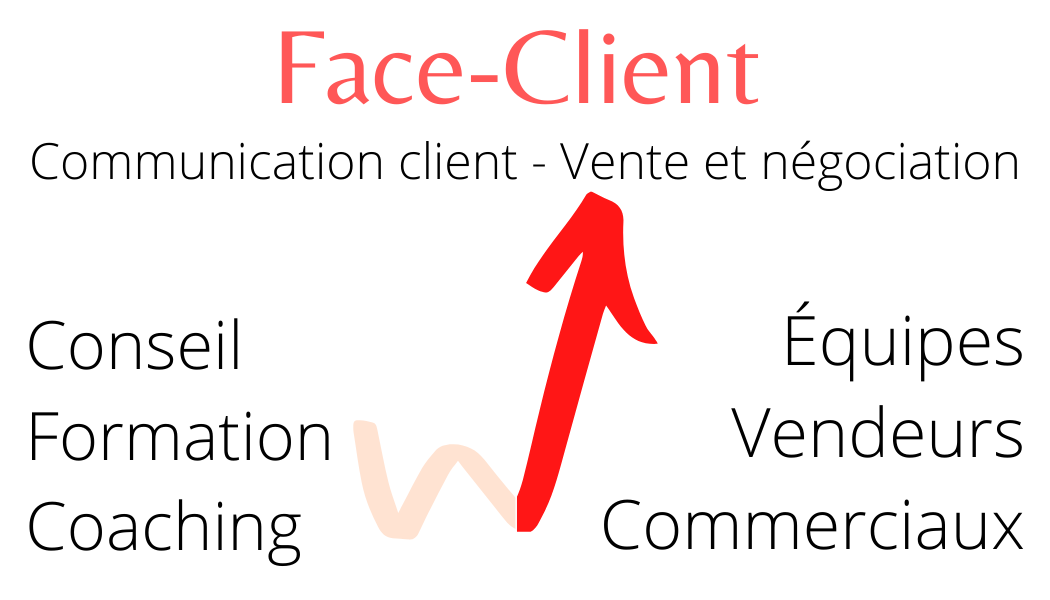 Face-Client
Communication client - Vente et négociation
Conseil
Formation
Coaching
Équipes
Vendeurs
Commerciaux